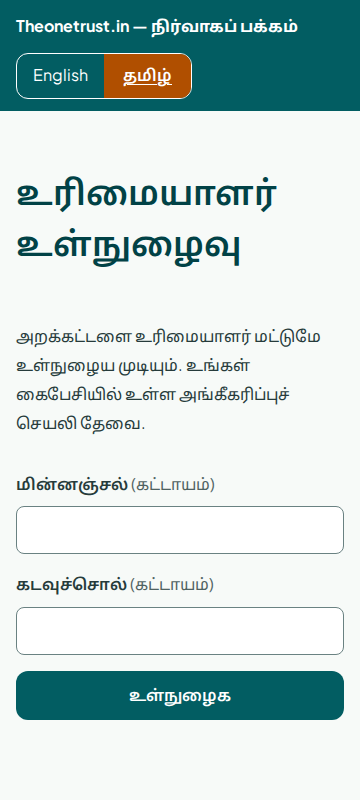 Theonetrust.in — நிர்வாகப் பக்கம்
English
தமிழ்
உரிமையாளர்
உள்நுழைவு
அறக்கட்டளை உரிமையாளர் மட்டுமே
உள்நுழைய முடியும். உங்கள்
கைபேசியில் உள்ள அங்கீகரிப்புச்
செயலி தேவை.
மின்னஞ்சல் (கட்டாயம்)
கடவுச்சொல் (கட்டாயம்)
உள்நுழைக